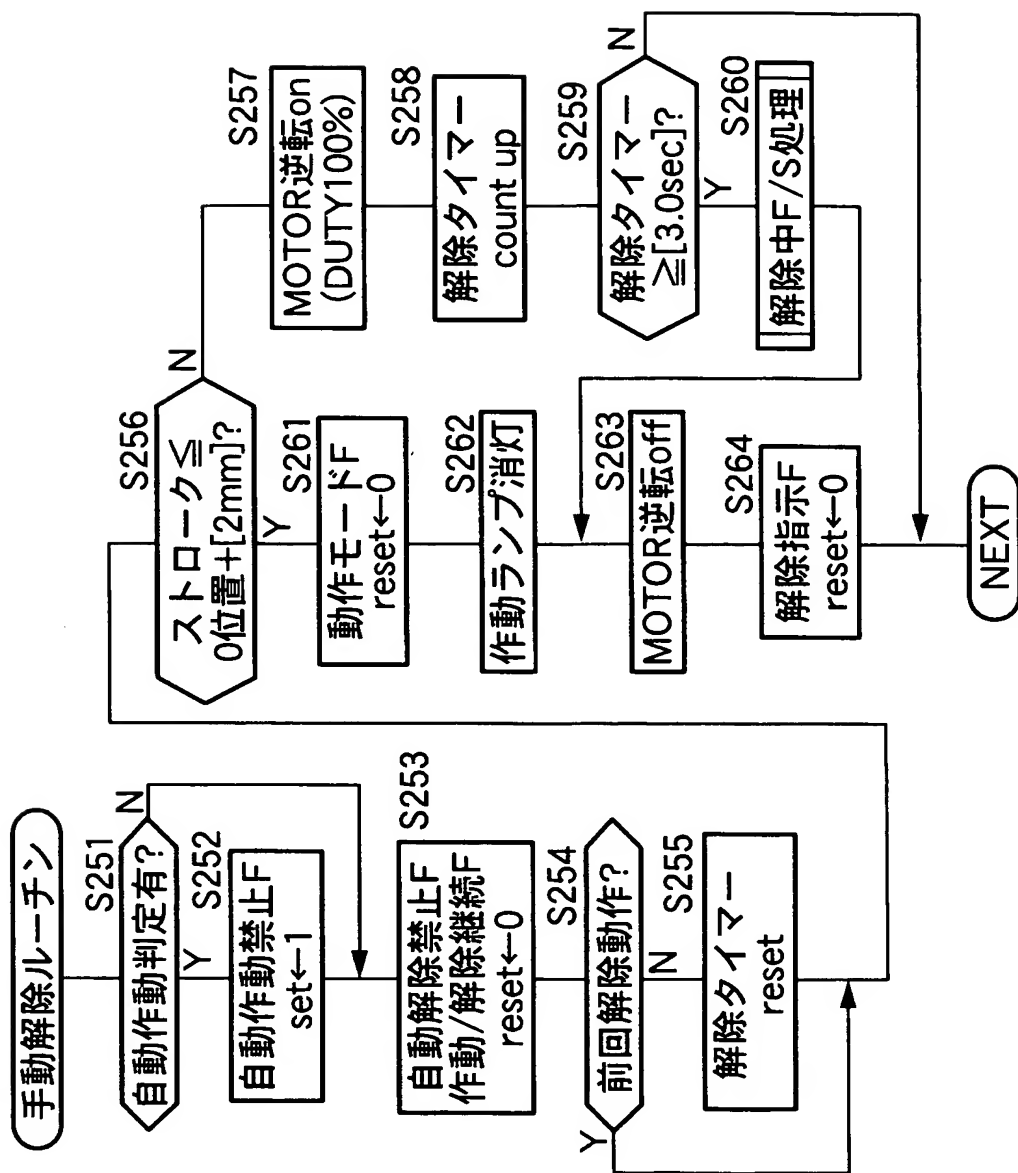 手動解除ルーチン
S251
自動作動判定有?
N
Y
S252
自動作動禁止F
set←1
S253
自動解除禁止F
作動/解除継続F
reset←0
S254
前回解除動作?
Y
N
S255
解除タイマー
reset
S256
ストローク≦
0位置+[2mm]?
N
Y
S261
動作モードF
reset←0
S262
作動ランプ消灯
S263
MOTOR逆転off
S264
解除指示F
reset←0
NEXT
S257
MOTOR逆転on
(DUTY100%)
S258
解除タイマー
count up
S259
解除タイマー
≧[3.0sec]?
N
Y
S260
解除中F/S処理